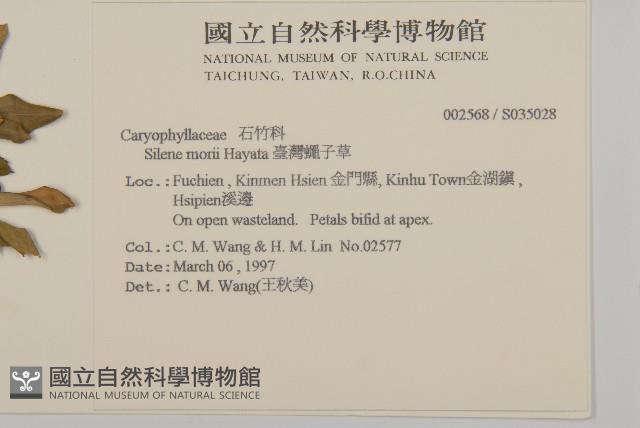 國立自然科學博物館
NATIONAL MUSEUM OF NATURAL SCIENCE
TAICHUNG, TAIWAN, R.O.CHINA
002568 / S035028
Caryophyllaceae 石竹科
Silene morii Hayata 臺灣蠅子草
Loc.: Fuchien , Kinmen Hsien 金門縣, Kinhu Town金湖鎮 ,
Hsipien溪邊
On open wasteland. Petals bifid at apex.
Col.: C. M. Wang & H. M. Lin No.02577
Date: March 06 , 1997
Det.: C. M. Wang(王秋美)
國立自然科學博物館
NATIONAL MUSEUM OF NATURAL SCIENCE